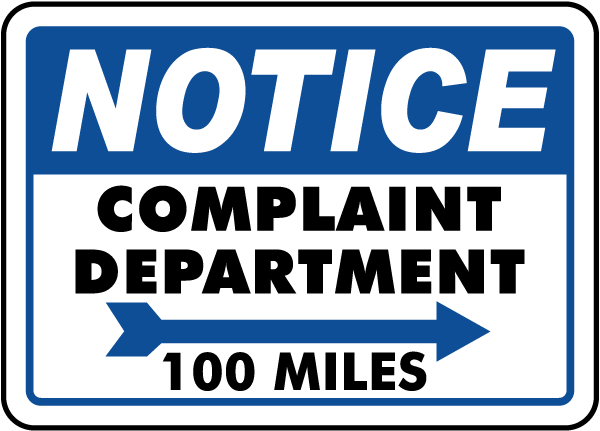 NOTICE
COMPLAINT
DEPARTMENT
100 MILES